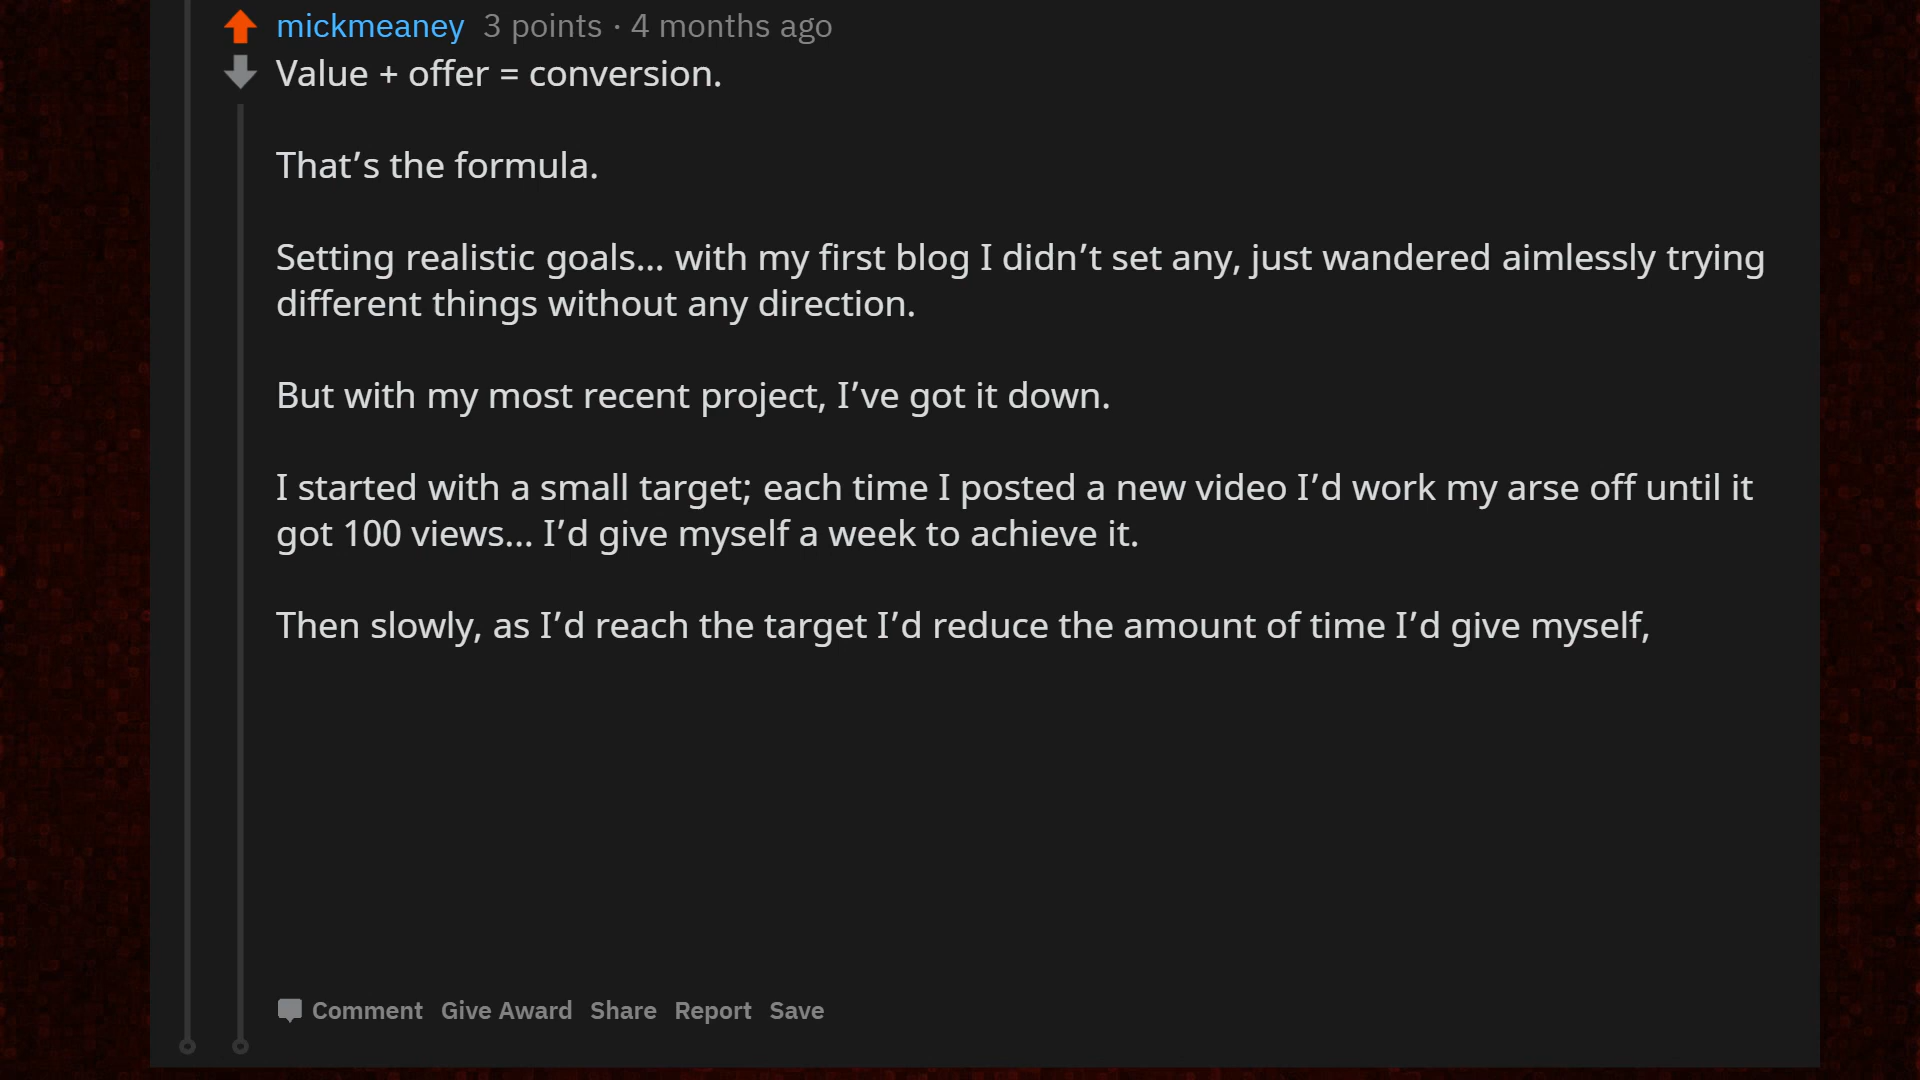 mickmeaney 3 points · 4 months ago
Value + offer = conversion.
That’s the formula.
Setting realistic goals... with my first blog I didn’t set any, just wandered aimlessly trying
different things without any direction.
But with my most recent project, I’ve got it down.
I started with a small target; each time I posted a new video I’d work my arse off until it
got 100 views... I’d give myself a week to achieve it.
Then slowly, as I’d reach the target I’d reduce the amount of time I’d give myself,
Comment Give Award Share Report Save